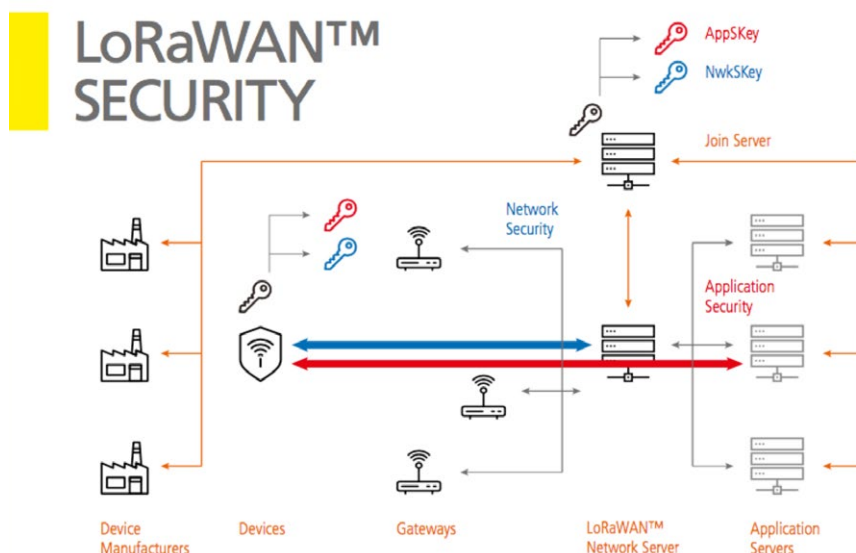 LoRaWAN™
SECURITY
AppSKey
NwkSKey
Join Server
Network
Security
Application
Security
Device
Manufacturers
Devices
Gateways
LoRaWAN™
Network Server
Application
Servers